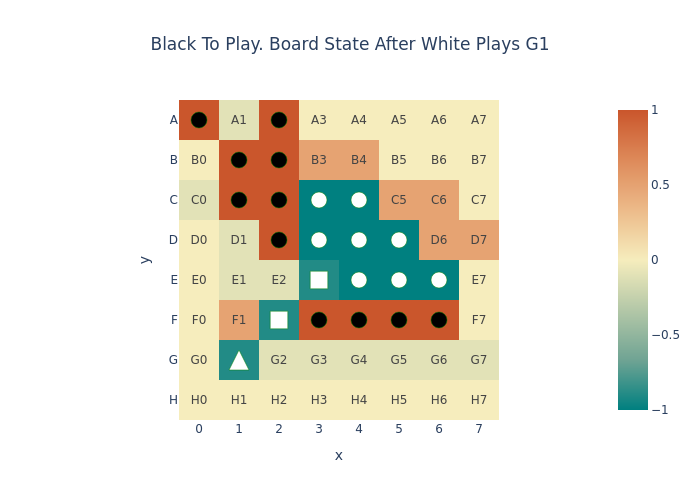 Black To Play. Board State After White Plays G1
A A1 A3 A4 A5 A6 A7
B B0 B3 B4 B5 B6 B7
C C0 C5 C6 C7
D D0 D1 D6 D7
E E0 E1 E2 E7
F F0 F1 F7
G G0 G2 G3 G4 G5 G6 G7
H H0 H1 H2 H3 H4 H5 H6 H7
0 1 2 3 4 5 6 7
x
y
1
0.5
0
−0.5
−1